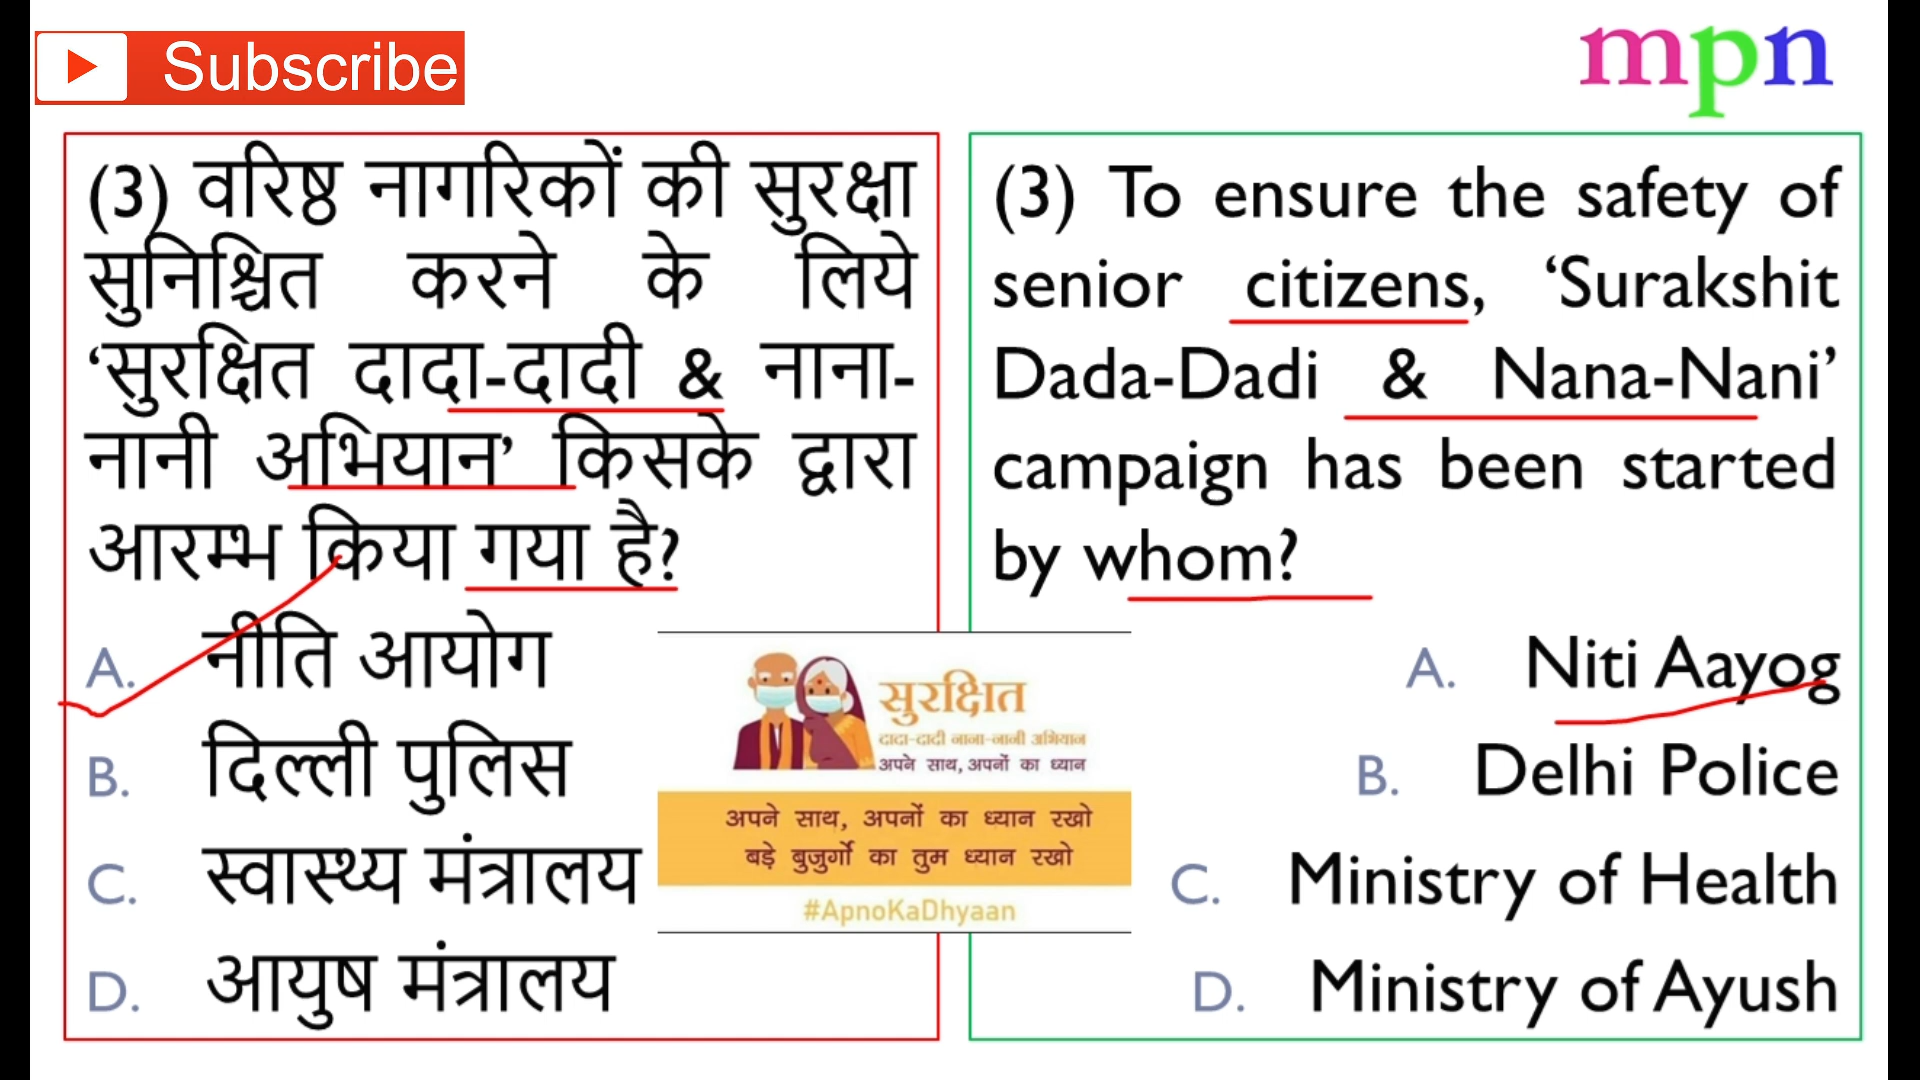 Subscribe
mpn
(3) वरिष्ठ नागरिकों की सुरक्षा
सुनिश्चित करने के लिये
‘सुरक्षित दादा-दादी & नाना-
नानी अभियान’ किसके द्वारा
आरम्भ किया गया है?
A. नीति आयोग
B. दिल्ली पुलिस
C. स्वास्थ्य मंत्रालय
D. आयुष मंत्रालय
सुरक्षित
दादा-दादी नाना-नानी अभियान
अपने साथ, अपनों का ध्यान
अपने साथ, अपनों का ध्यान रखो
बड़े बुजुर्गो का तुम ध्यान रखो
#ApnoKaDhyaan
(3) To ensure the safety of
senior citizens, ‘Surakshit
Dada-Dadi & Nana-Nani’
campaign has been started
by whom?
A. Niti Aayog
B. Delhi Police
C. Ministry of Health
D. Ministry of Ayush